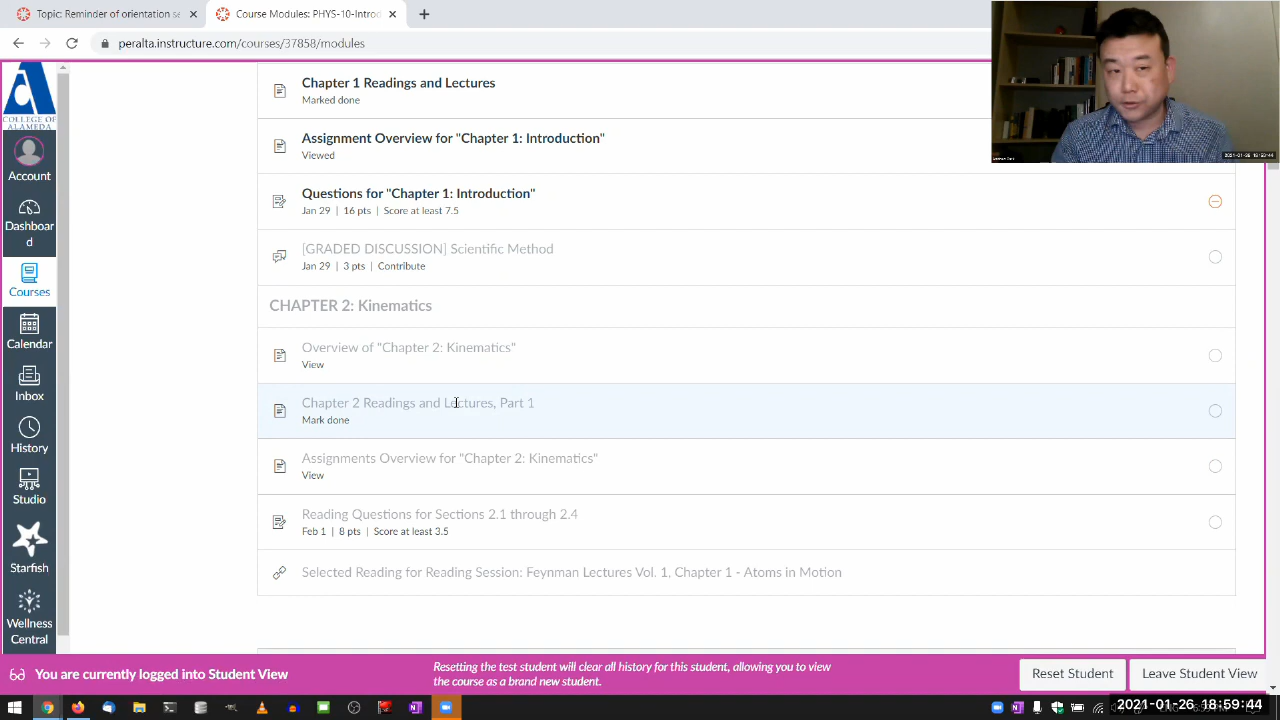 Topic: Reminder of orientation se
Course Modules: PHYS-10-Introd
peralta.instructure.com/courses/37858/modules
COLLEGE OF
ALAMEDA
Account
Dashboar
d
Courses
Calendar
Inbox
History
Studio
Starfish
Wellness
Central
Chapter 1 Readings and Lectures
Marked done
Assignment Overview for "Chapter 1: Introduction"
Viewed
Questions for "Chapter 1: Introduction"
Jan 29 | 16 pts | Score at least 7.5
[GRADED DISCUSSION] Scientific Method
Jan 29 | 3 pts | Contribute
CHAPTER 2: Kinematics
Overview of "Chapter 2: Kinematics"
View
Chapter 2 Readings and Lectures, Part 1
Mark done
Assignments Overview for "Chapter 2: Kinematics"
View
Reading Questions for Sections 2.1 through 2.4
Feb 1 | 8 pts | Score at least 3.5
Selected Reading for Reading Session: Feynman Lectures Vol. 1, Chapter 1 - Atoms in Motion
You are currently logged into Student View
Resetting the test student will clear all history for this student, allowing you to view
the course as a brand new student.
Reset Student
Leave Student View
2021-01-26 18:59:44